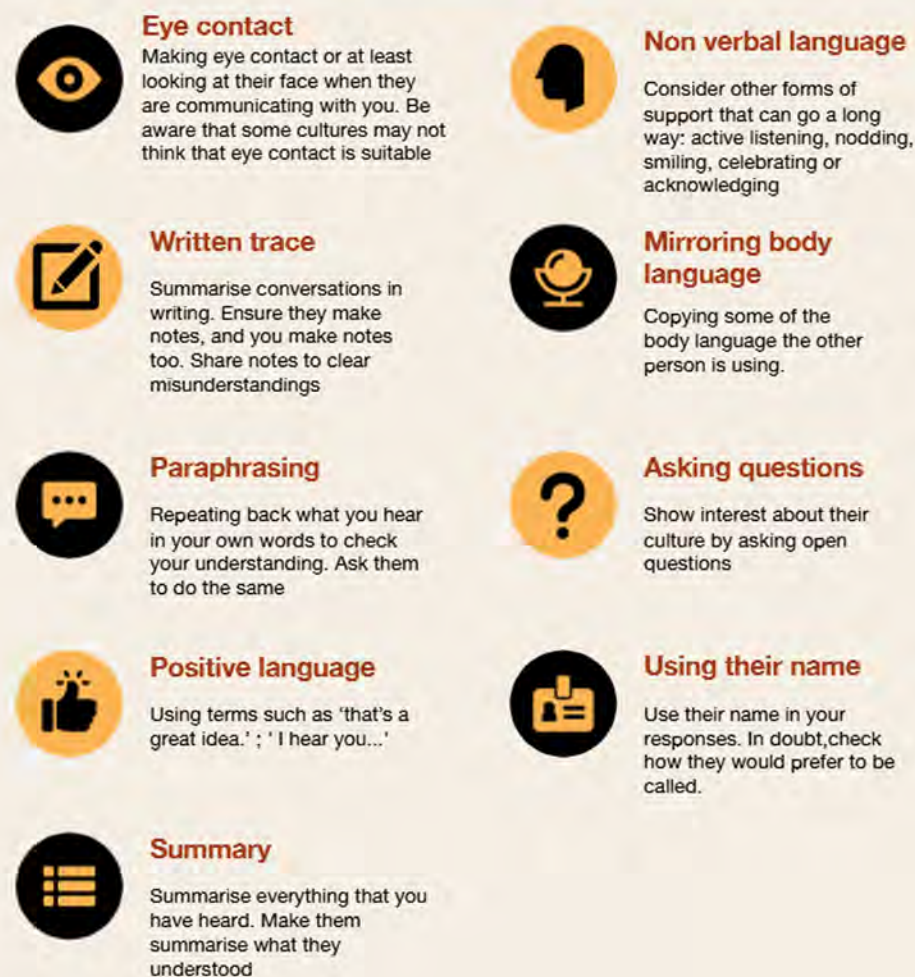 Eye contact
Making eye contact or at least
looking at their face when they
are communicating with you. Be
aware that some cultures may not
think that eye contact is suitable
Non verbal language
Consider other forms of
support that can go a long
way: active listening, nodding,
smiling, celebrating or
acknowledging
Written trace
Summarise conversations in
writing. Ensure they make
notes, and you make notes
too. Share notes to clear
misunderstandings
Mirroring body
language
Copying some of the
body language the other
person is using.
Paraphrasing
Repeating back what you hear
in your own words to check
your understanding. Ask them
to do the same
Asking questions
Show interest about their
culture by asking open
questions
Positive language
Using terms such as ‘that’s a
great idea.’ ; ‘ I hear you...’
Using their name
Use their name in your
responses. In doubt,check
how they would prefer to be
called.
Summary
Summarise everything that you
have heard. Make them
summarise what they
understood